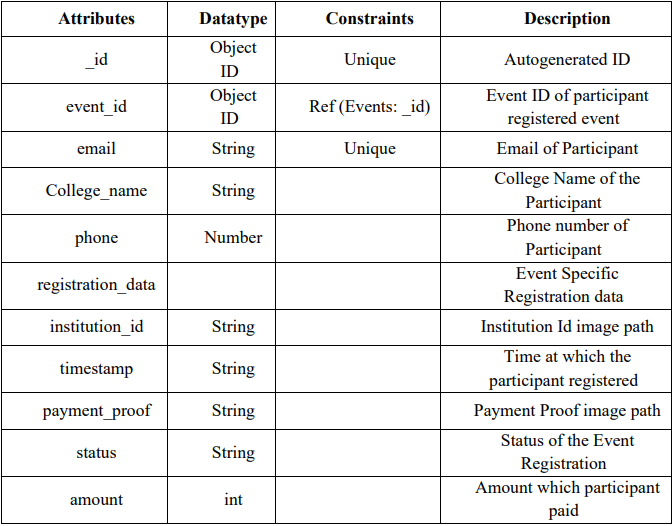 Attributes Datatype Constraints Description
_id Object ID Unique Autogenerated ID
event_id Object ID Ref (Events: _id) Event ID of participant registered event
email String Unique Email of Participant
College_name String College Name of the Participant
phone Number Phone number of Participant
registration_data Event Specific Registration data
institution_id String Institution Id image path
timestamp String Time at which the participant registered
payment_proof String Payment Proof image path
status String Status of the Event Registration
amount int Amount which participant paid